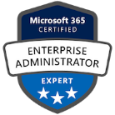 Microsoft 365
CERTIFIED
ENTERPRISE
ADMINISTRATOR
EXPERT